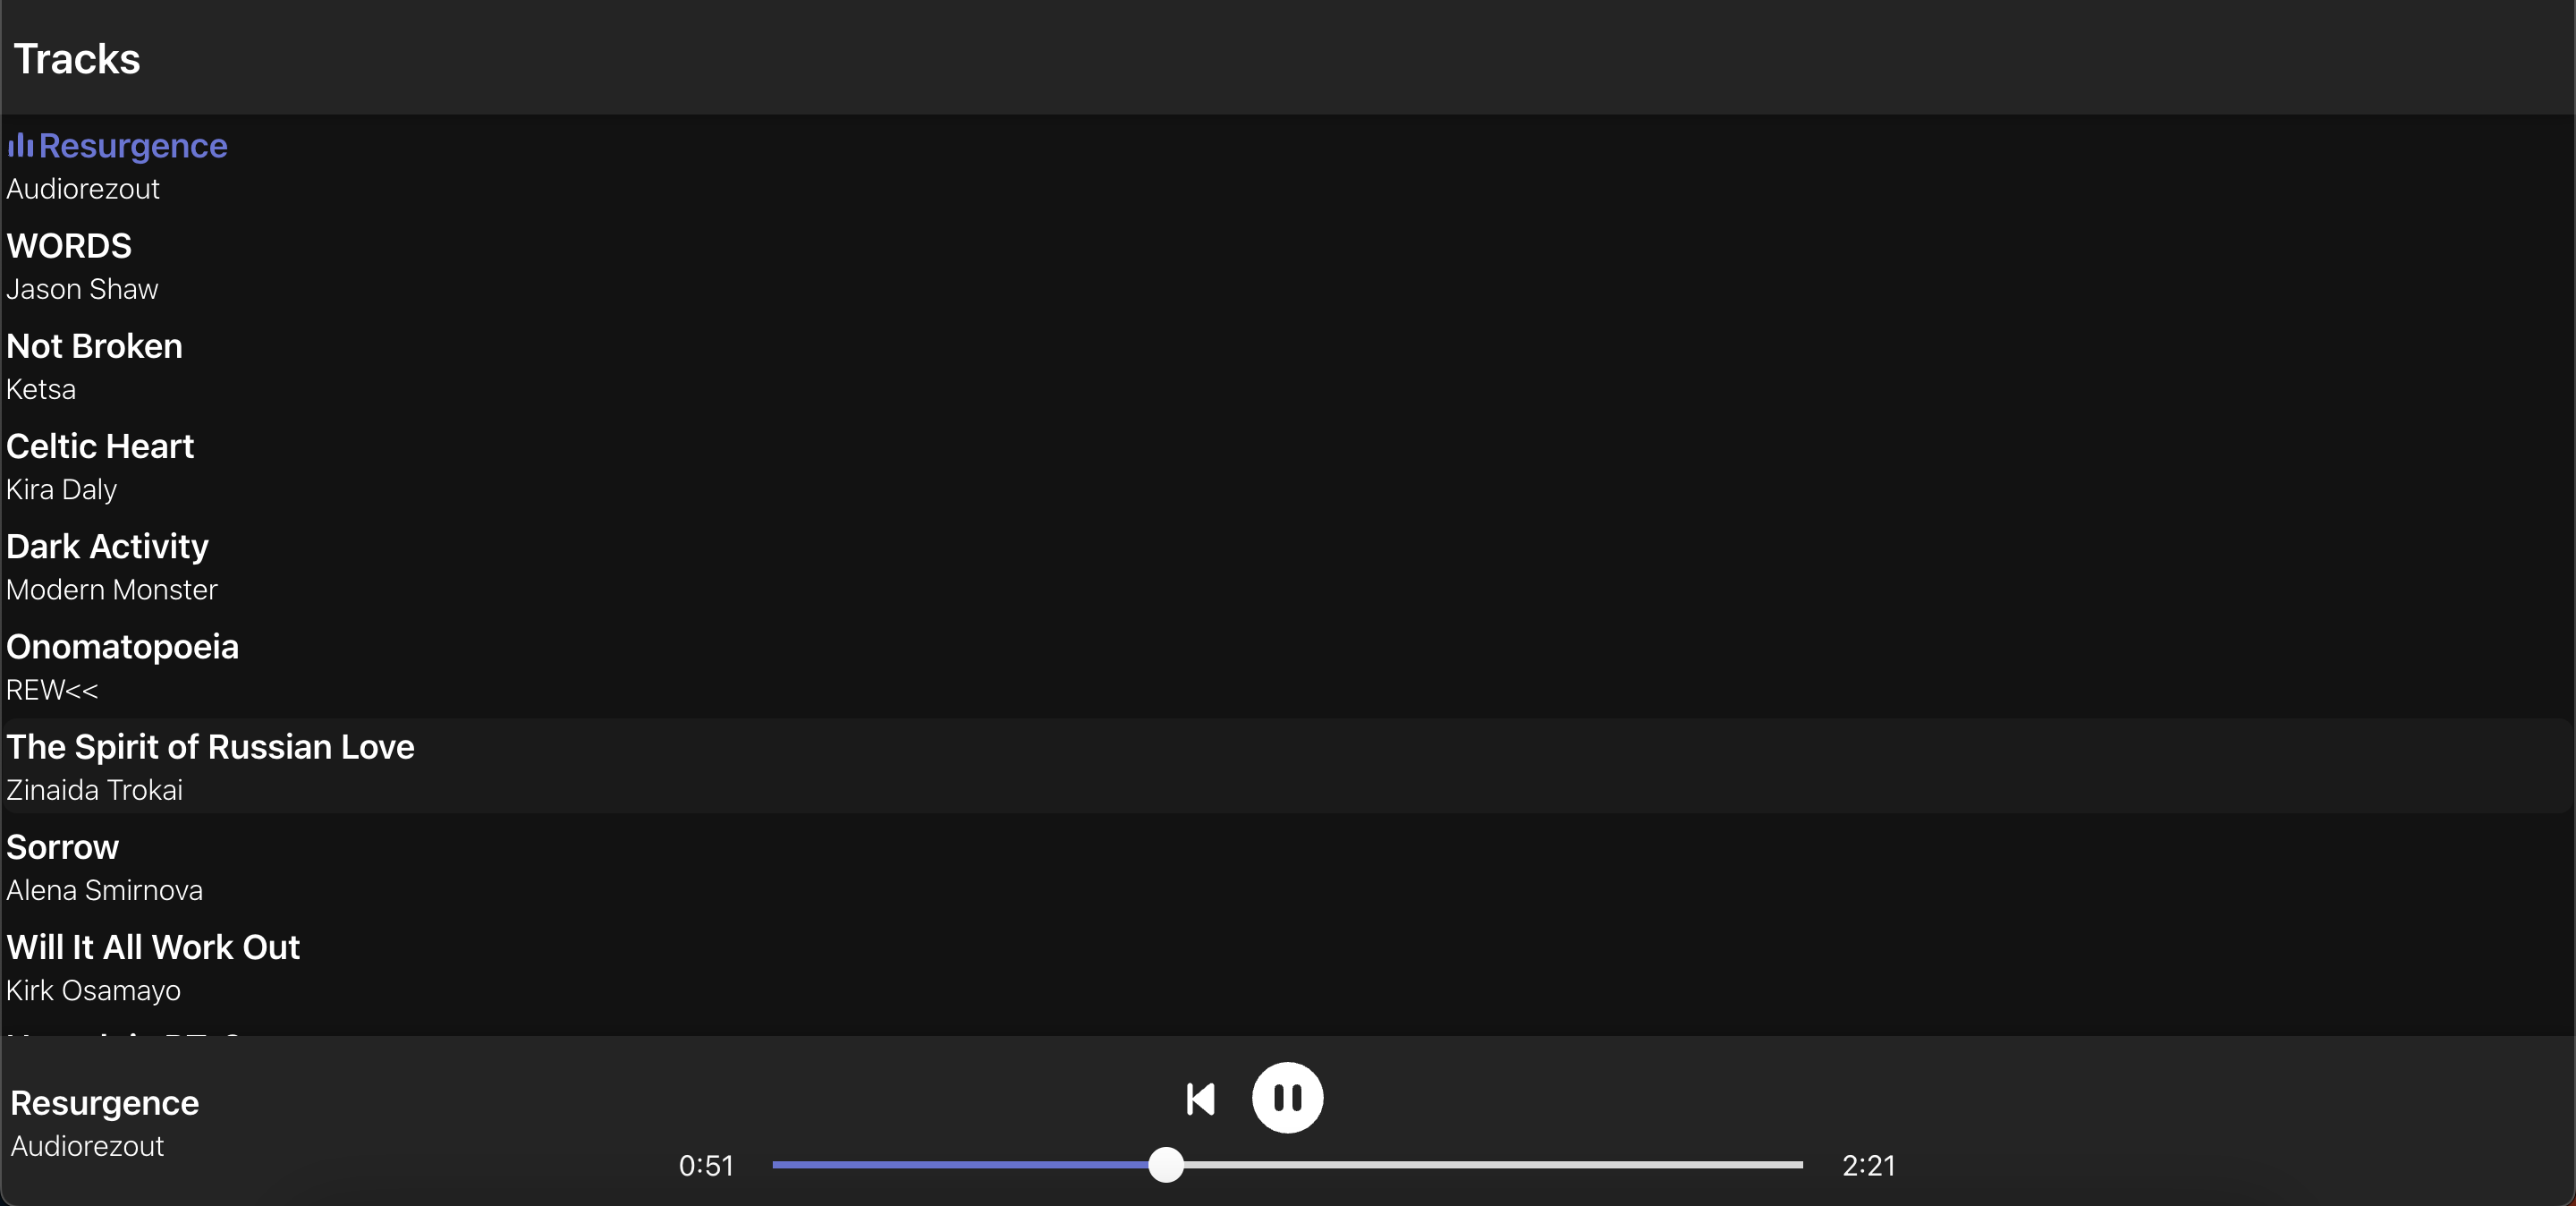 Tracks
Resurgence
Audiorezout
WORDS
Jason Shaw
Not Broken
Ketsa
Celtic Heart
Kira Daly
Dark Activity
Modern Monster
Onomatopoeia
REW<<
The Spirit of Russian Love
Zinaida Trokai
Sorrow
Alena Smirnova
Will It All Work Out
Kirk Osamayo
Resurgence
Audiorezout
0:51
2:21